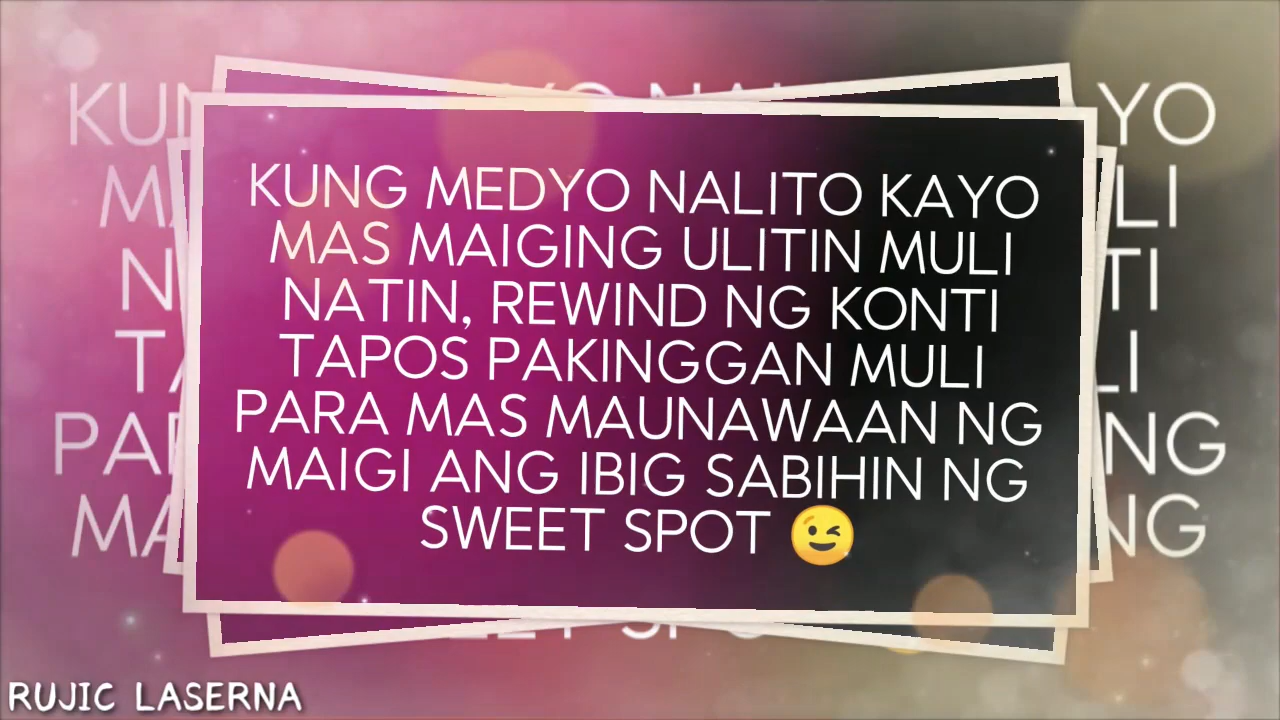 KUNG MEDYO NALITO KAYO
MAS MAIGING ULITIN MULI
NATIN, REWIND NG KONTI
TAPOS PAKINGGAN MULI
PARA MAS MAUNAWAAN NG
MAIGI ANG IBIG SABIHIN NG
SWEET SPOT 😉
RUJIC LASERNA